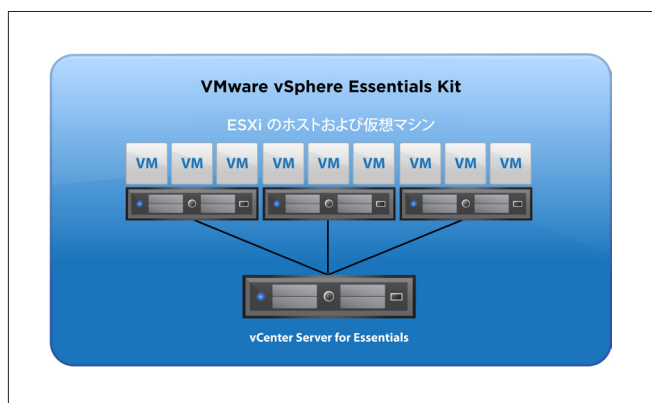 VMware vSphere Essentials Kit
ESXi のホストおよび仮想マシン
VM VM VM VM VM VM VM VM VM
vCenter Server for Essentials